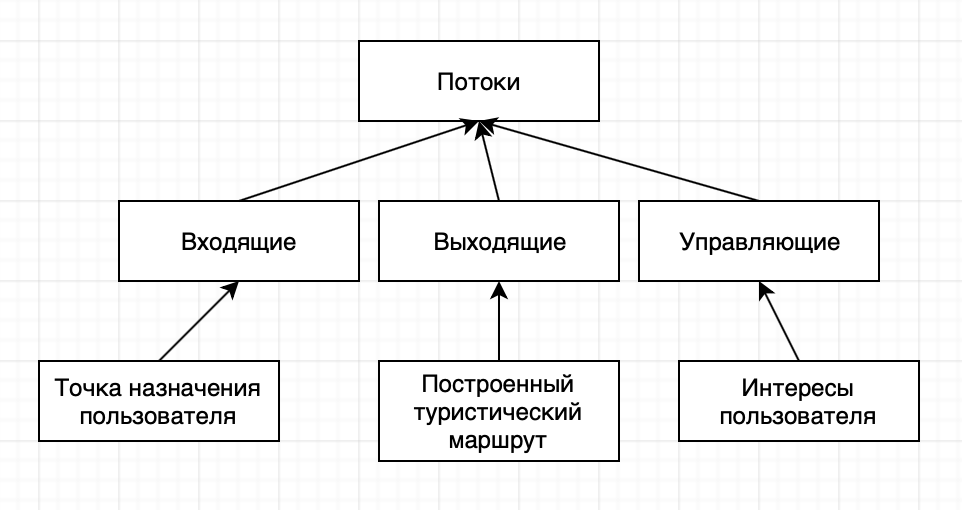 Потоки
Входящие
Выходящие
Управляющие
Точка назначения
пользователя
Построенный
туристический
маршрут
Интересы
пользователя